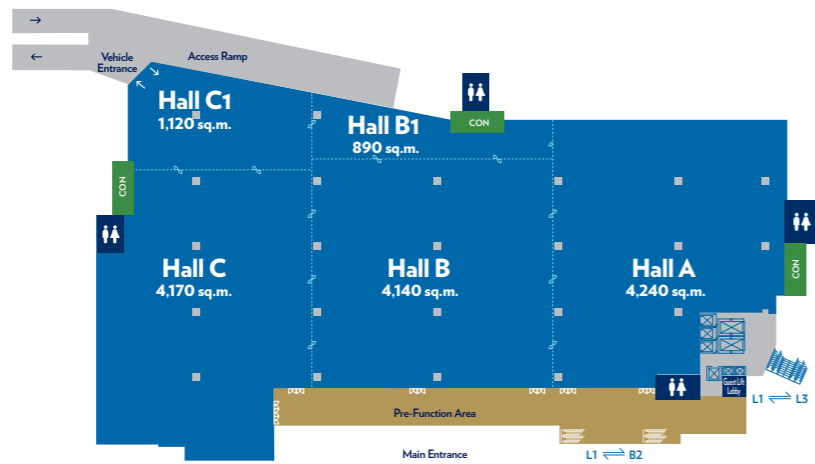 →
←
Vehicle
Entrance
Access Ramp
Hall C1
1,120 sq.m.
Hall B1
890 sq.m.
CON
CON
Hall C
4,170 sq.m.
Hall B
4,140 sq.m.
Hall A
4,240 sq.m.
CON
Guest Lift
Lobby
L1 ⇌ L3
Pre-Function Area
Main Entrance
L1 ⇌ B2